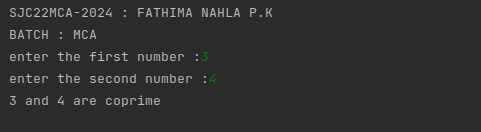 SJC22MCA-2024 : FATHIMA NAHLA P.K
BATCH : MCA
enter the first number :3
enter the second number :4
3 and 4 are coprime